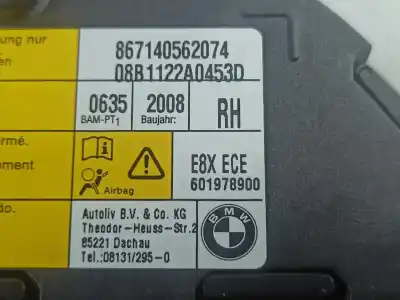 ung nur
en
867140562074
08B1122A0453D
0635
BAM-PT1
2008
Baujahr:
RH
rmé.
ement
Airbag
E8X ECE
601978900
do.
Autoliv B.V. & Co. KG
Theodor-Heuss-Str.2
85221 Dachau
Tel.:08131/295-0
BMW